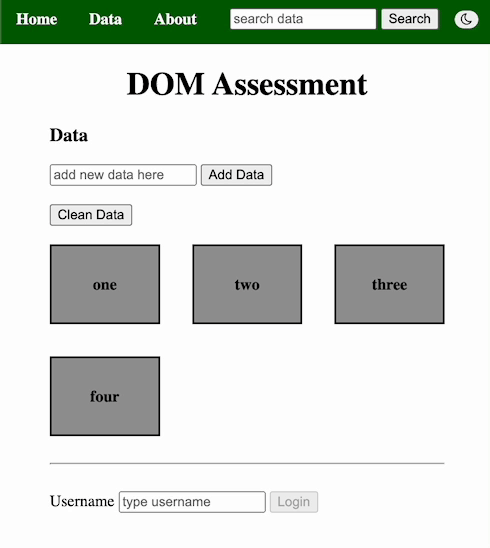 Home Data About search data Search
DOM Assessment
Data
add new data here Add Data
Clean Data
one two three
four
Username type username Login